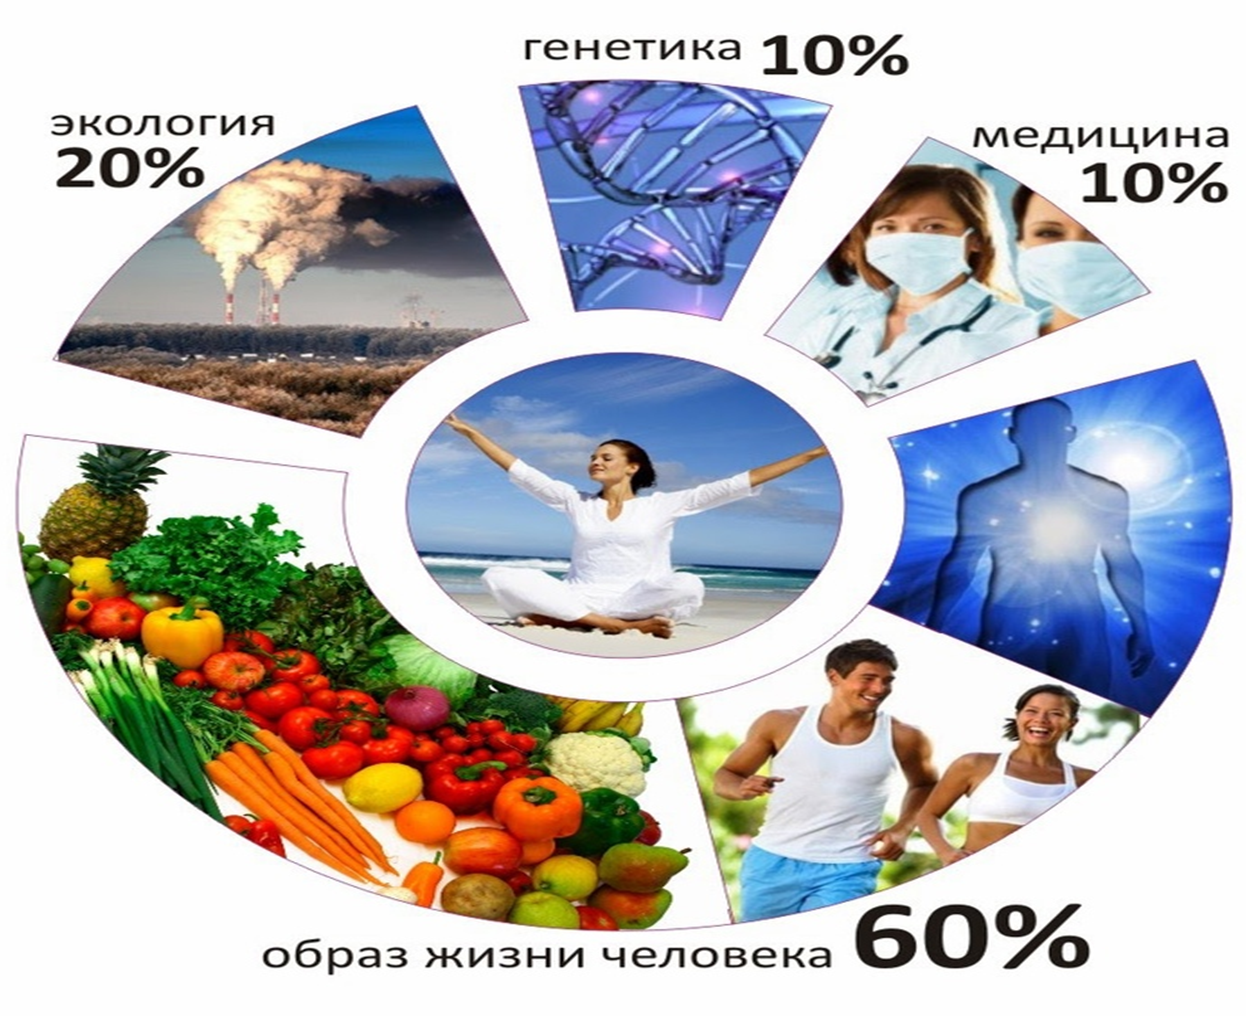 генетика 10%
экология
20%
медицина
10%
образ жизни человека 60%